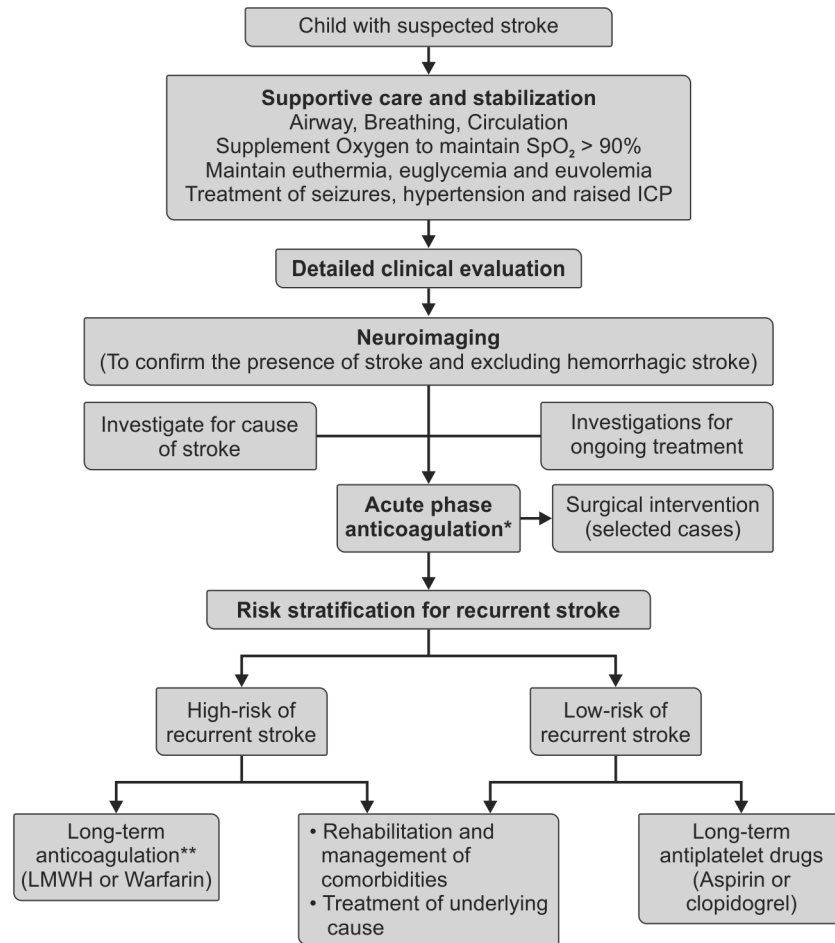 Child with suspected stroke
Supportive care and stabilization
Airway, Breathing, Circulation
Supplement Oxygen to maintain SpO₂ > 90%
Maintain euthermia, euglycemia and euvolemia
Treatment of seizures, hypertension and raised ICP
Detailed clinical evaluation
Neuroimaging
(To confirm the presence of stroke and excluding hemorrhagic stroke)
Investigate for cause
of stroke
Investigations for
ongoing treatment
Acute phase
anticoagulation*
Surgical intervention
(selected cases)
Risk stratification for recurrent stroke
High-risk of
recurrent stroke
Low-risk of
recurrent stroke
Long-term
anticoagulation**
(LMWH or Warfarin)
• Rehabilitation and
management of
comorbidities
• Treatment of underlying
cause
Long-term
antiplatelet drugs
(Aspirin or
clopidogrel)